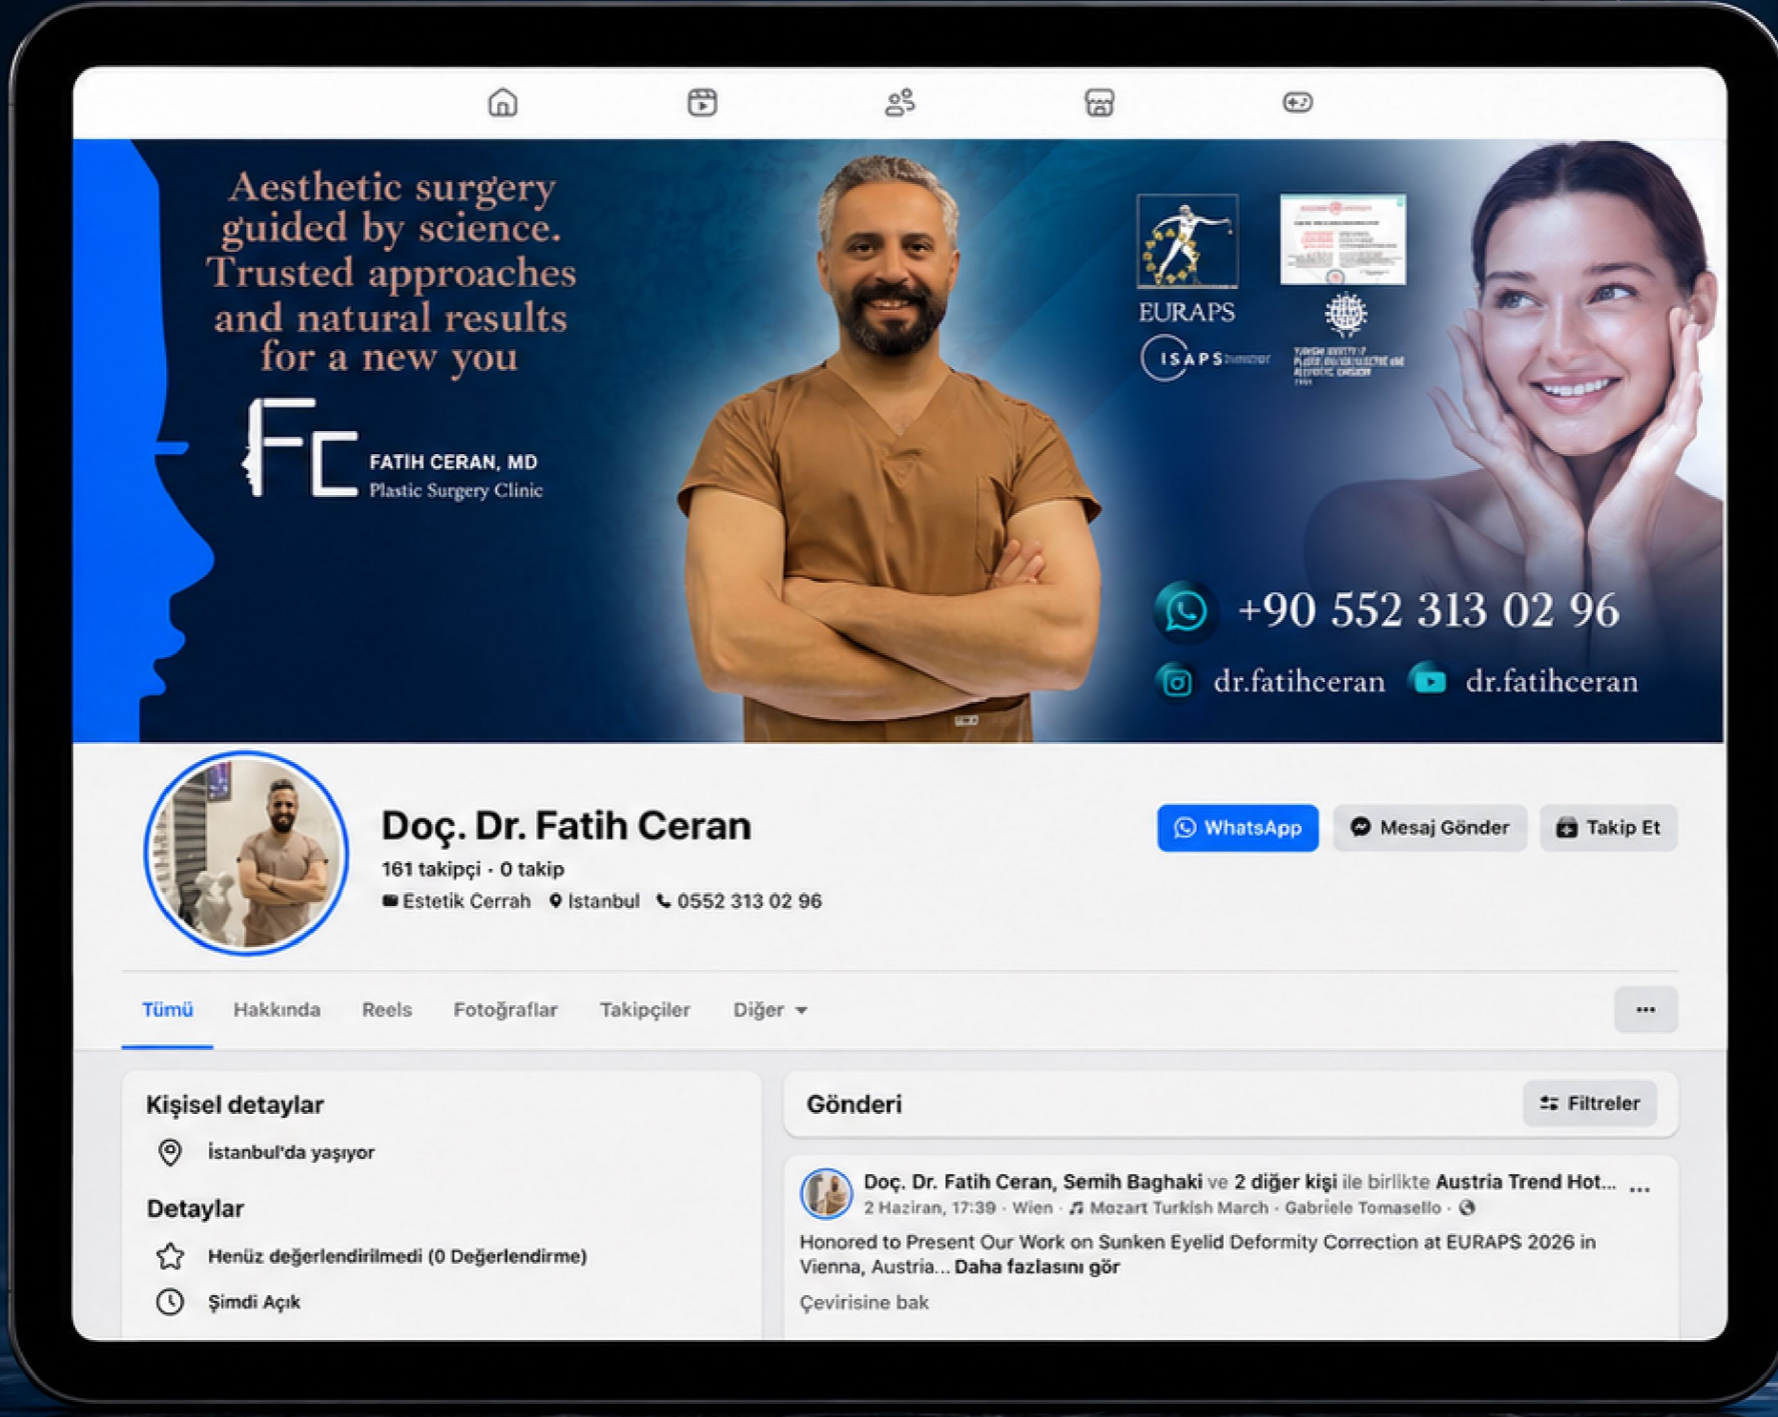 Aesthetic surgery
guided by science.
Trusted approaches
and natural results
for a new you
FC
FATIH CERAN, MD
Plastic Surgery Clinic
EURAPS
ISAPS
+90 552 313 02 96
dr.fatihceran
dr.fatihceran
Doç. Dr. Fatih Ceran
161 takipçi · 0 takip
Estetik Cerrah İstanbul 0552 313 02 96
WhatsApp
Mesaj Gönder
Takip Et
Tümü
Hakkında
Reels
Fotoğraflar
Takipçiler
Diğer
Kişisel detaylar
İstanbul'da yaşıyor
Detaylar
Henüz değerlendirilmedi (0 Değerlendirme)
Şimdi Açık
Gönderi
Filtreler
Doç. Dr. Fatih Ceran, Semih Baghaki ve 2 diğer kişi ile birlikte Austria Trend Hot...
2 Haziran, 17:39 · Wien · Mozart Turkish March · Gabriele Tomasello ·
Honored to Present Our Work on Sunken Eyelid Deformity Correction at EURAPS 2026 in
Vienna, Austria... Daha fazlasını gör
Çevirisine bak